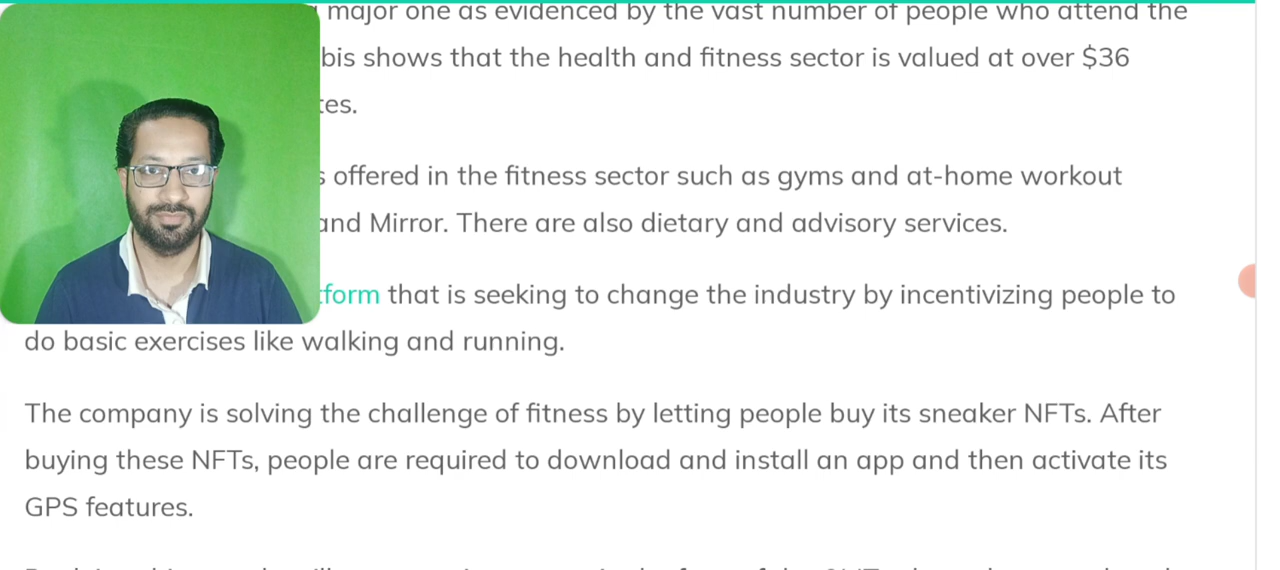 major one as evidenced by the vast number of people who attend the
shows that the health and fitness sector is valued at over $36
offered in the fitness sector such as gyms and at-home workout
and Mirror. There are also dietary and advisory services.
that is seeking to change the industry by incentivizing people to
do basic exercises like walking and running.
The company is solving the challenge of fitness by letting people buy its sneaker NFTs. After
buying these NFTs, people are required to download and install an app and then activate its
GPS features.